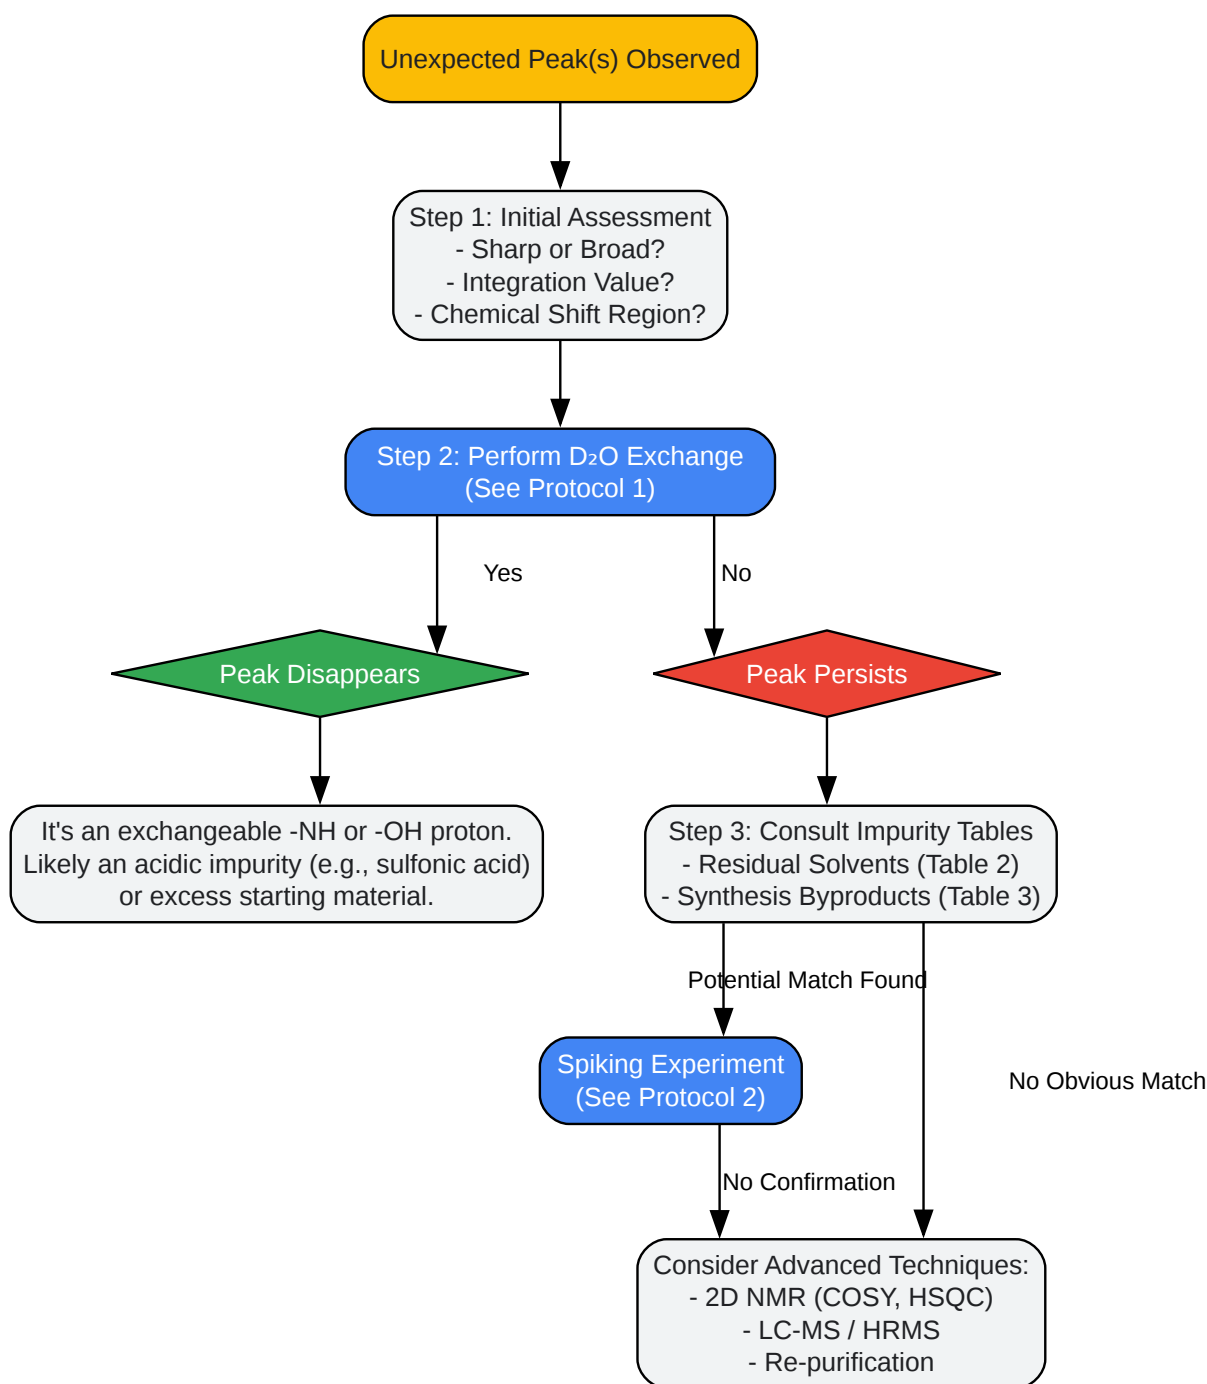 Unexpected Peak(s) Observed
Step 1: Initial Assessment
- Sharp or Broad?
- Integration Value?
- Chemical Shift Region?
Step 2: Perform D₂O Exchange
(See Protocol 1)
Yes
No
Peak Disappears
Peak Persists
It's an exchangeable -NH or -OH proton.
Likely an acidic impurity (e.g., sulfonic acid)
or excess starting material.
Step 3: Consult Impurity Tables
- Residual Solvents (Table 2)
- Synthesis Byproducts (Table 3)
Potential Match Found
Spiking Experiment
(See Protocol 2)
No Obvious Match
No Confirmation
Consider Advanced Techniques:
- 2D NMR (COSY, HSQC)
- LC-MS / HRMS
- Re-purification